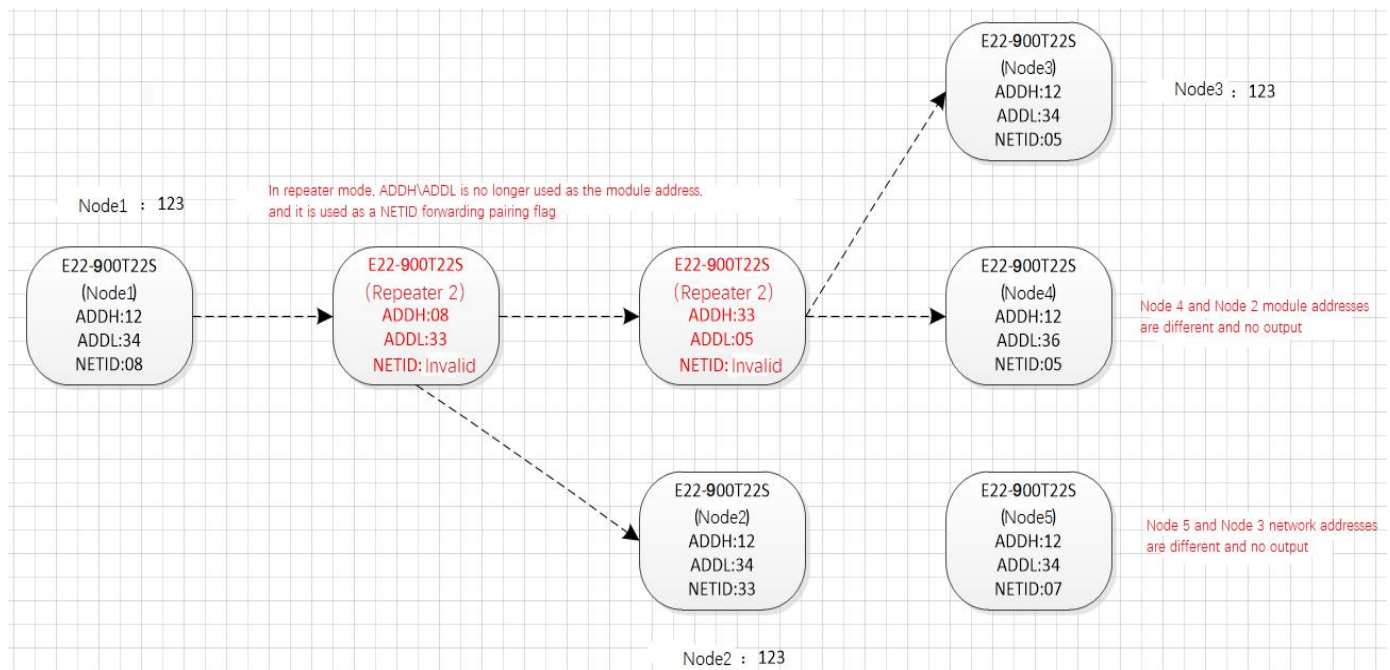 E22-900T22S
(Node3)
ADDH:12
ADDL:34
NETID:05
Node3 : 123
In repeater mode, ADDH\ADDL is no longer used as the module address,
and it is used as a NETID forwarding pairing flag
Node1 : 123
E22-900T22S
(Node1)
ADDH:12
ADDL:34
NETID:08
E22-900T22S
(Repeater 2)
ADDH:08
ADDL:33
NETID: Invalid
E22-900T22S
(Repeater 2)
ADDH:33
ADDL:05
NETID: Invalid
E22-900T22S
(Node4)
ADDH:12
ADDL:36
NETID:05
Node 4 and Node 2 module addresses
are different and no output
E22-900T22S
(Node2)
ADDH:12
ADDL:34
NETID:33
E22-900T22S
(Node5)
ADDH:12
ADDL:34
NETID:07
Node 5 and Node 3 network addresses
are different and no output
Node2 : 123